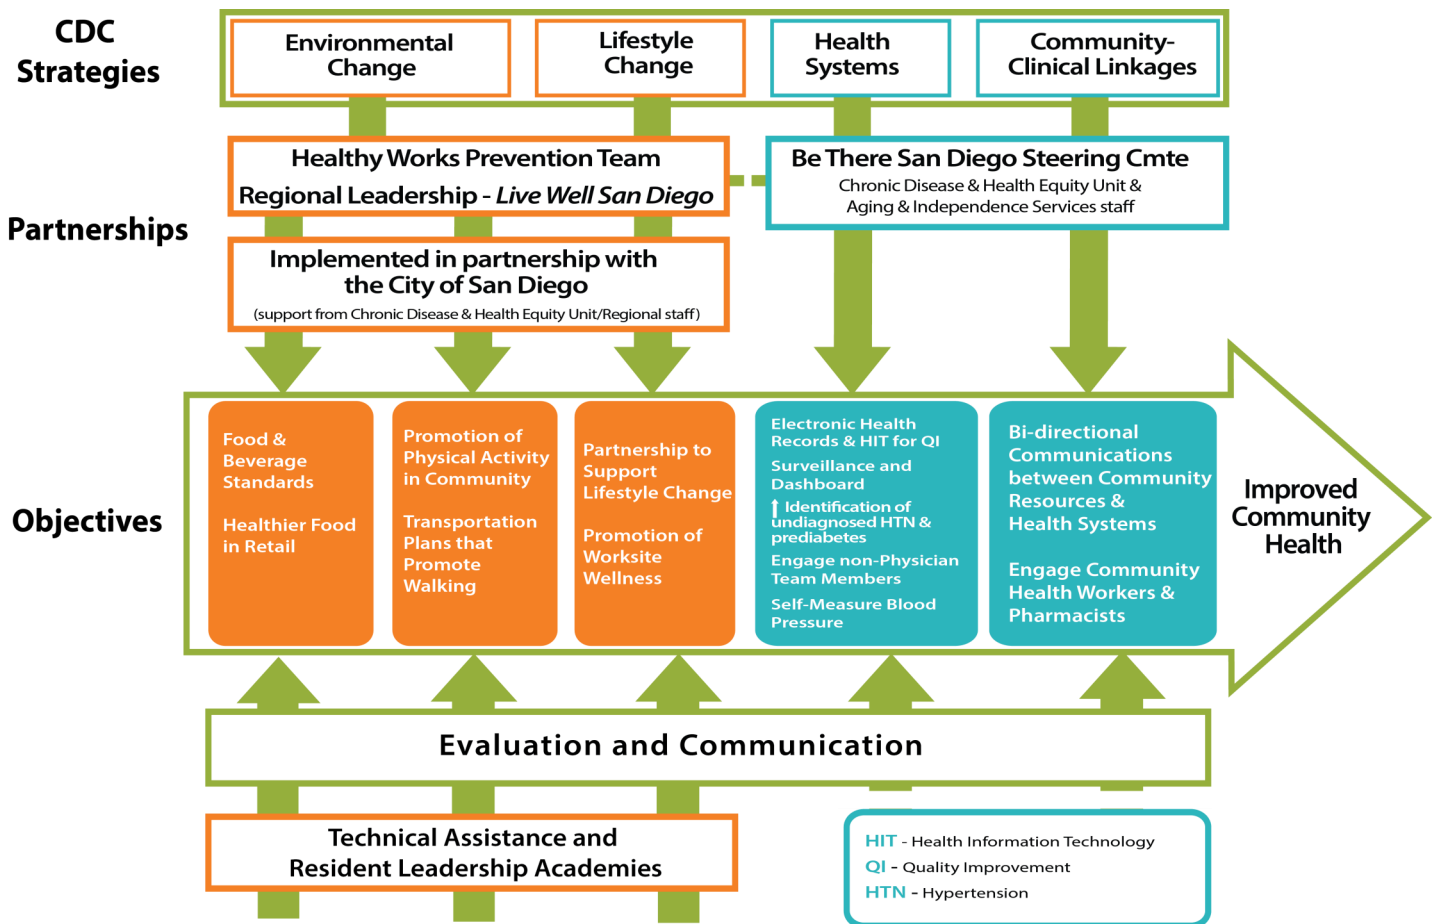 CDC
Strategies
Environmental
Change
Lifestyle
Change
Health
Systems
Community-
Clinical Linkages
Partnerships
Healthy Works Prevention Team
Regional Leadership - Live Well San Diego
Be There San Diego Steering Cmte
Chronic Disease & Health Equity Unit &
Aging & Independence Services staff
Implemented in partnership with
the City of San Diego
(support from Chronic Disease & Health Equity Unit/Regional staff)
Objectives
Food &
Beverage
Standards
Healthier Food
in Retail
Promotion of
Physical Activity
in Community
Transportation
Plans that
Promote
Walking
Partnership to
Support
Lifestyle Change
Promotion of
Worksite
Wellness
Electronic Health
Records & HIT for QI
Surveillance and
Dashboard
↑ Identification of
undiagnosed HTN &
prediabetes
Engage non-Physician
Team Members
Self-Measure Blood
Pressure
Bi-directional
Communications
between Community
Resources &
Health Systems
Engage Community
Health Workers &
Pharmacists
Improved
Community
Health
Evaluation and Communication
Technical Assistance and
Resident Leadership Academies
HIT - Health Information Technology
QI - Quality Improvement
HTN - Hypertension